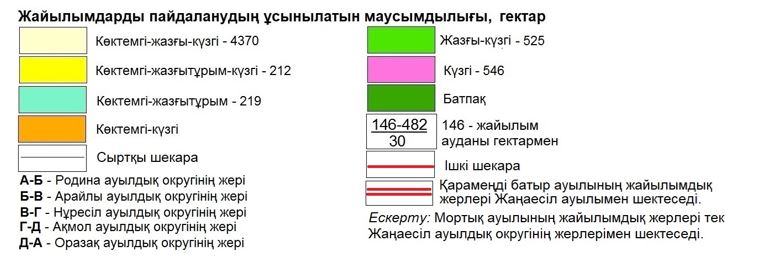 Жайылымдарды пайдаланудың ұсынылатын маусымдылығы, гектар
Көктемгі-жазғы-күзгі - 4370
Көктемгі-жазғытұрым-күзгі - 212
Көктемгі-жазғытұрым - 219
Көктемгі-күзгі
Сыртқы шекара
А-Б - Родина ауылдық округінің жері
Б-В - Арайлы ауылдық округінің жері
В-Г - Нұресіл ауылдық округінің жері
Г-Д - Ақмол ауылдық округінің жері
Д-А - Оразақ ауылдық округінің жері
Жазғы-күзгі - 525
Күзгі - 546
Батпақ
146-482
30
146 - жайылым
ауданы гектармен
Ішкі шекара
Қараменді батыр ауылының жайылымдық
жерлері Жаңаесіл ауылымен шектеседі.
Ескерту: Мортық ауылының жайылымдық жерлері тек
Жаңаесіл ауылдық округінің жерлерімен шектеседі.